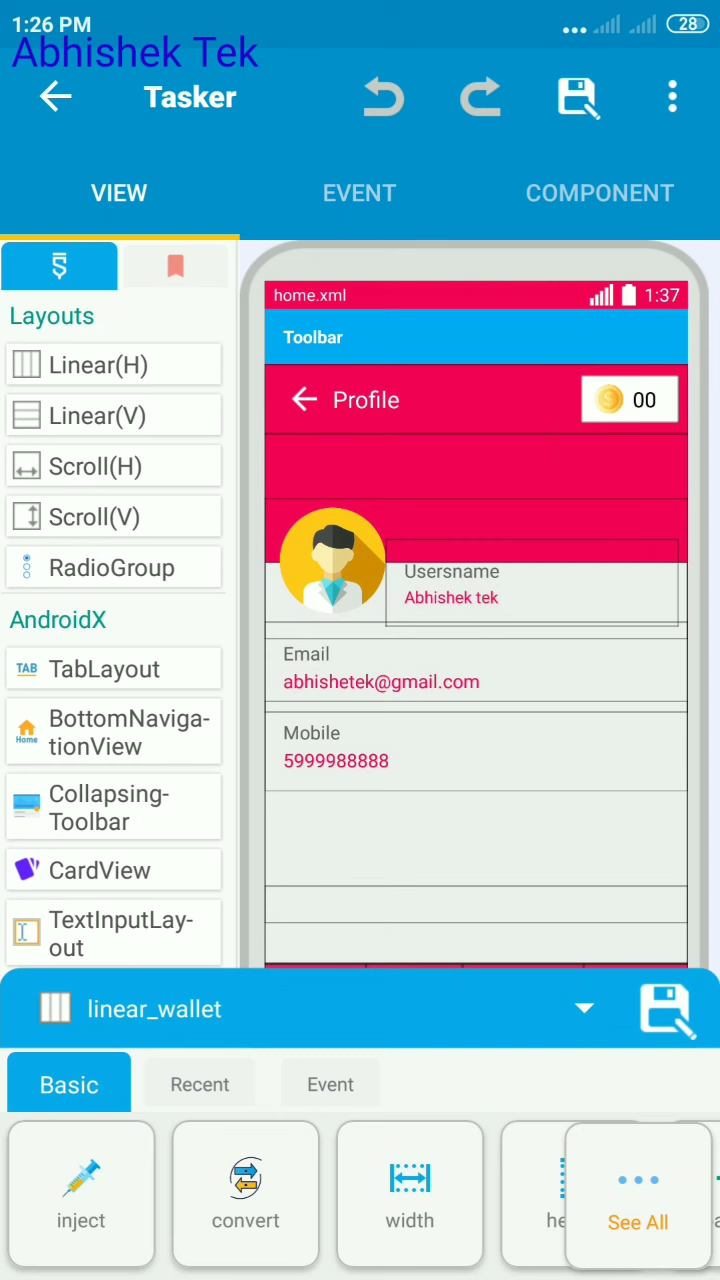 1:26 PM
28
Abhishek Tek
Tasker
VIEW
EVENT
COMPONENT
Layouts
Linear(H)
Linear(V)
Scroll(H)
Scroll(V)
RadioGroup
AndroidX
TAB
TabLayout
Home
BottomNaviga-
tionView
Collapsing-
Toolbar
CardView
TextInputLay-
out
home.xml
1:37
Toolbar
Profile
00
Usersname
Abhishek tek
Email
abhishetek@gmail.com
Mobile
5999988888
linear_wallet
Basic
Recent
Event
inject
convert
width
he
See All